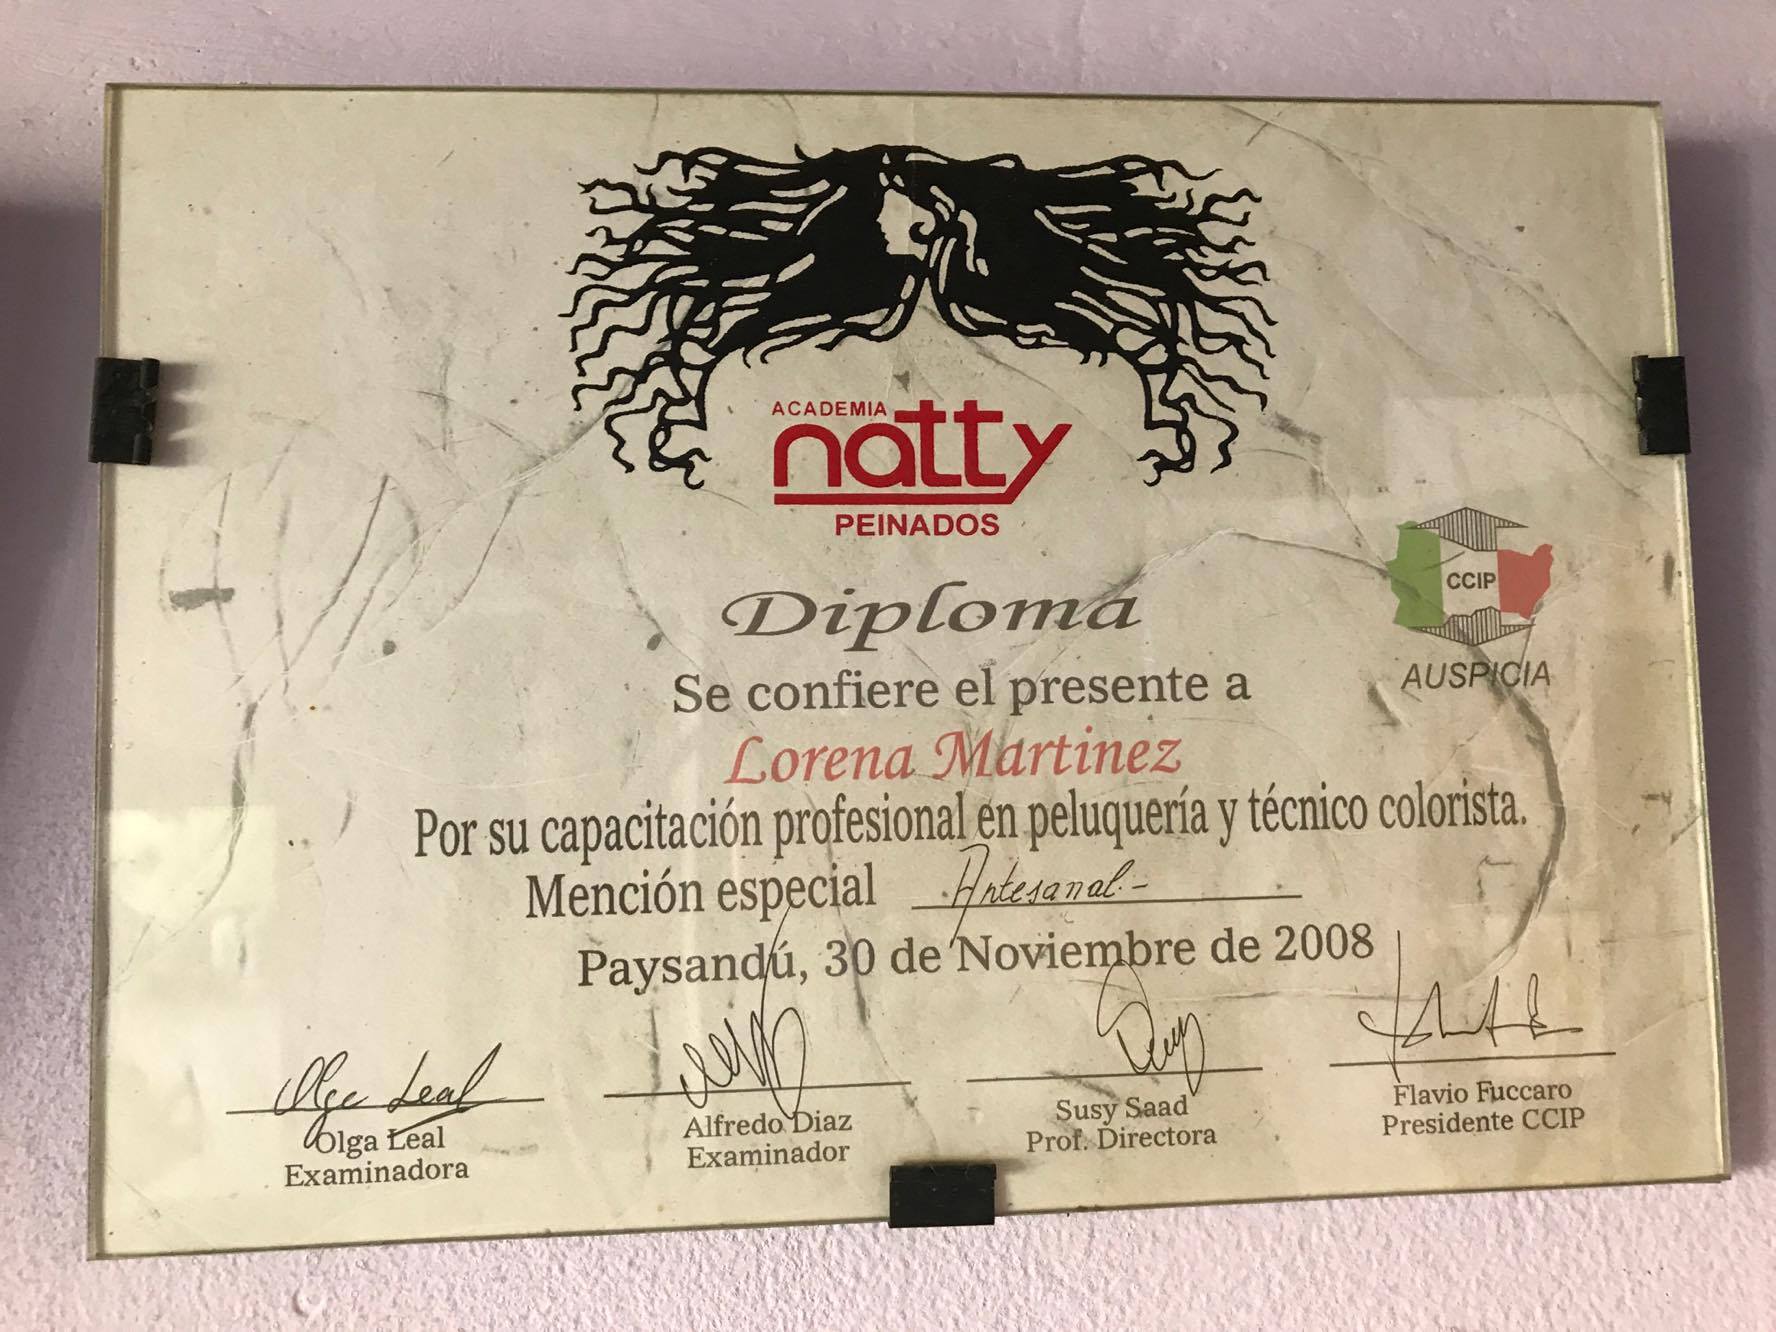 ACADEMIA
natty
PEINADOS
CCIP
AUSPICIA
Diploma
Se confiere el presente a
Lorena Martinez
Por su capacitación profesional en peluquería y técnico colorista.
Mención especial Artesanal.-
Paysandú, 30 de Noviembre de 2008
Olga Leal
Olga Leal
Examinadora
Alfredo Diaz
Examinador
Susy Saad
Prof. Directora
Flavio Fuccaro
Presidente CCIP